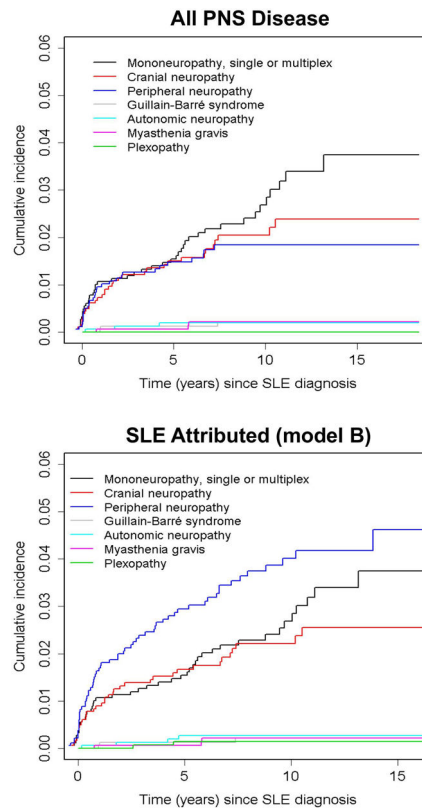 All PNS Disease
0.06
0.05
0.04
0.03
0.02
0.01
0.00
Cumulative incidence
Mononeuropathy, single or multiplex
Cranial neuropathy
Peripheral neuropathy
Guillain-Barré syndrome
Autonomic neuropathy
Myasthenia gravis
Plexopathy
0 5 10 15
Time (years) since SLE diagnosis
SLE Attributed (model B)
0.06
0.05
0.04
0.03
0.02
0.01
0.00
Cumulative incidence
Mononeuropathy, single or multiplex
Cranial neuropathy
Peripheral neuropathy
Guillain-Barré syndrome
Autonomic neuropathy
Myasthenia gravis
Plexopathy
0 5 10 15
Time (years) since SLE diagnosis